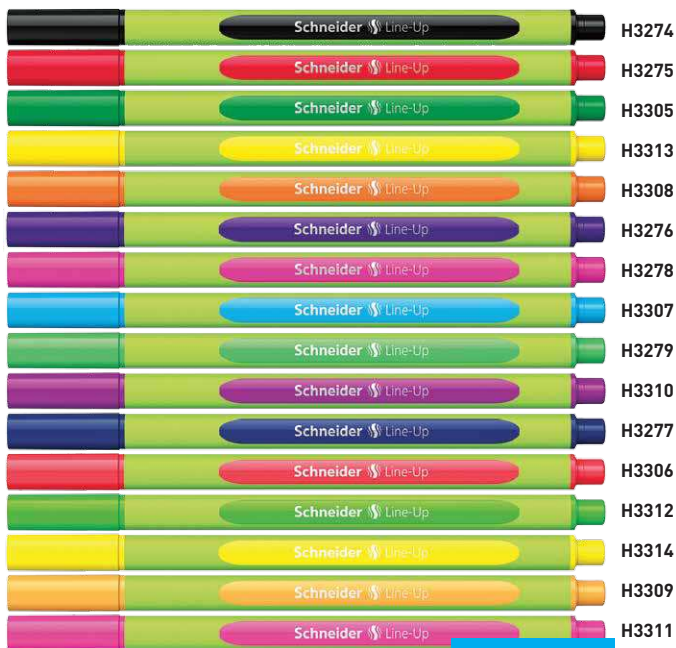 Schneider Line-Up H3274
Schneider Line-Up H3275
Schneider Line-Up H3305
Schneider Line-Up H3313
Schneider Line-Up H3308
Schneider Line-Up H3276
Schneider Line-Up H3278
Schneider Line-Up H3307
Schneider Line-Up H3279
Schneider Line-Up H3310
Schneider Line-Up H3277
Schneider Line-Up H3306
Schneider Line-Up H3312
Schneider Line-Up H3314
Schneider Line-Up H3309
Schneider Line-Up H3311